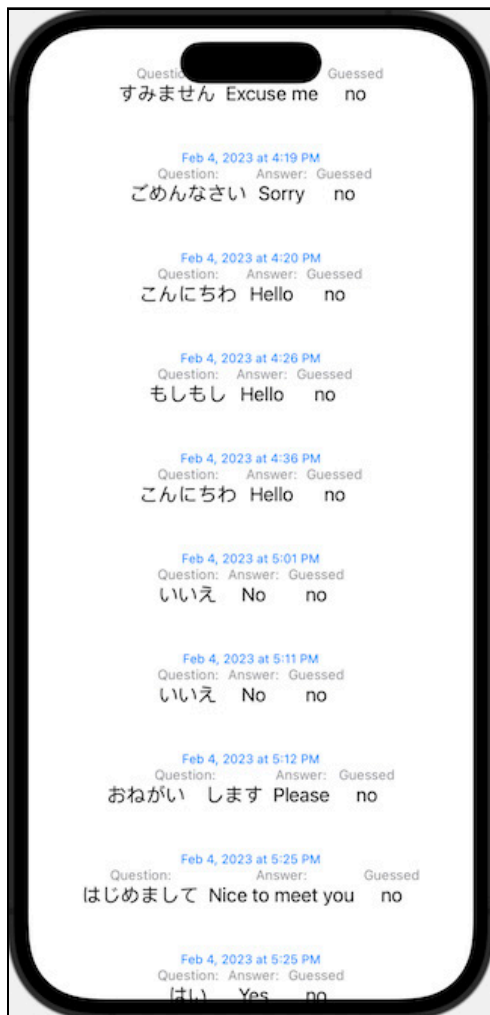 Guessed
すみません Excuse me no
Feb 4, 2023 at 4:19 PM
Question: Answer: Guessed
ごめんなさい Sorry no
Feb 4, 2023 at 4:20 PM
Question: Answer: Guessed
こんにちわ Hello no
Feb 4, 2023 at 4:26 PM
Question: Answer: Guessed
もしもし Hello no
Feb 4, 2023 at 4:36 PM
Question: Answer: Guessed
こんにちわ Hello no
Feb 4, 2023 at 5:01 PM
Question: Answer: Guessed
いいえ No no
Feb 4, 2023 at 5:11 PM
Question: Answer: Guessed
いいえ No no
Feb 4, 2023 at 5:12 PM
Question: Answer: Guessed
おねがい　します Please no
Feb 4, 2023 at 5:25 PM
Question: Answer: Guessed
はじめまして Nice to meet you no
Feb 4, 2023 at 5:25 PM
Question: Answer: Guessed
はい Yes no